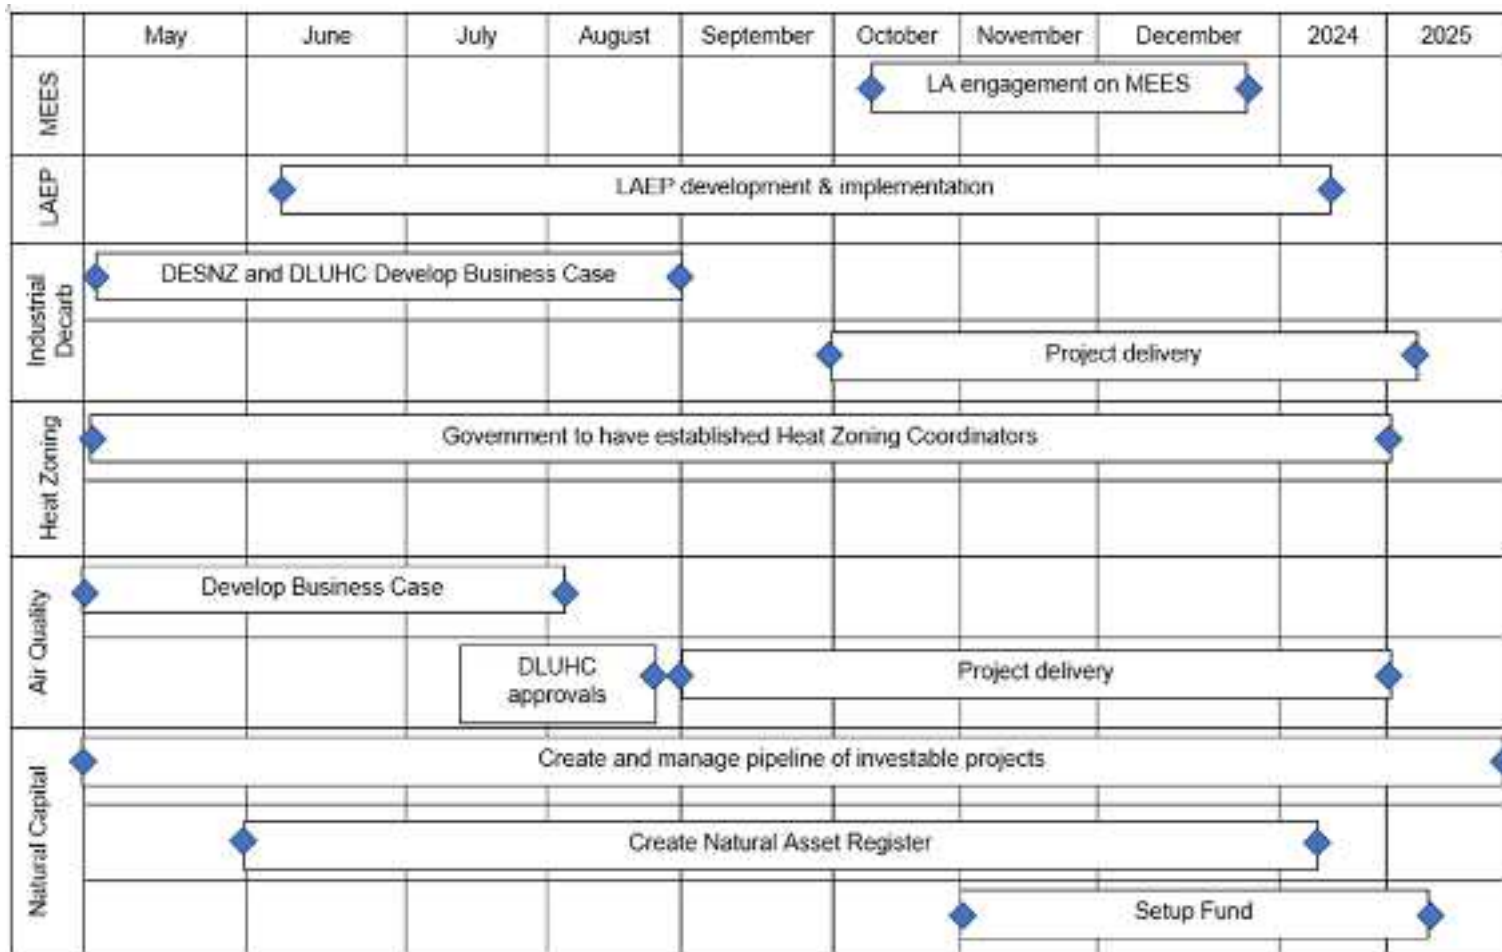 May June July August September October November December 2024 2025
MEES
LA engagement on MEES
LAEP
LAEP development & implementation
Industrial
Decarb
DESNZ and DLUHC Develop Business Case
Project delivery
Heat Zoning
Government to have established Heat Zoning Coordinators
Air Quality
Develop Business Case
DLUHC
approvals
Project delivery
Natural Capital
Create and manage pipeline of investable projects
Create Natural Asset Register
Setup Fund